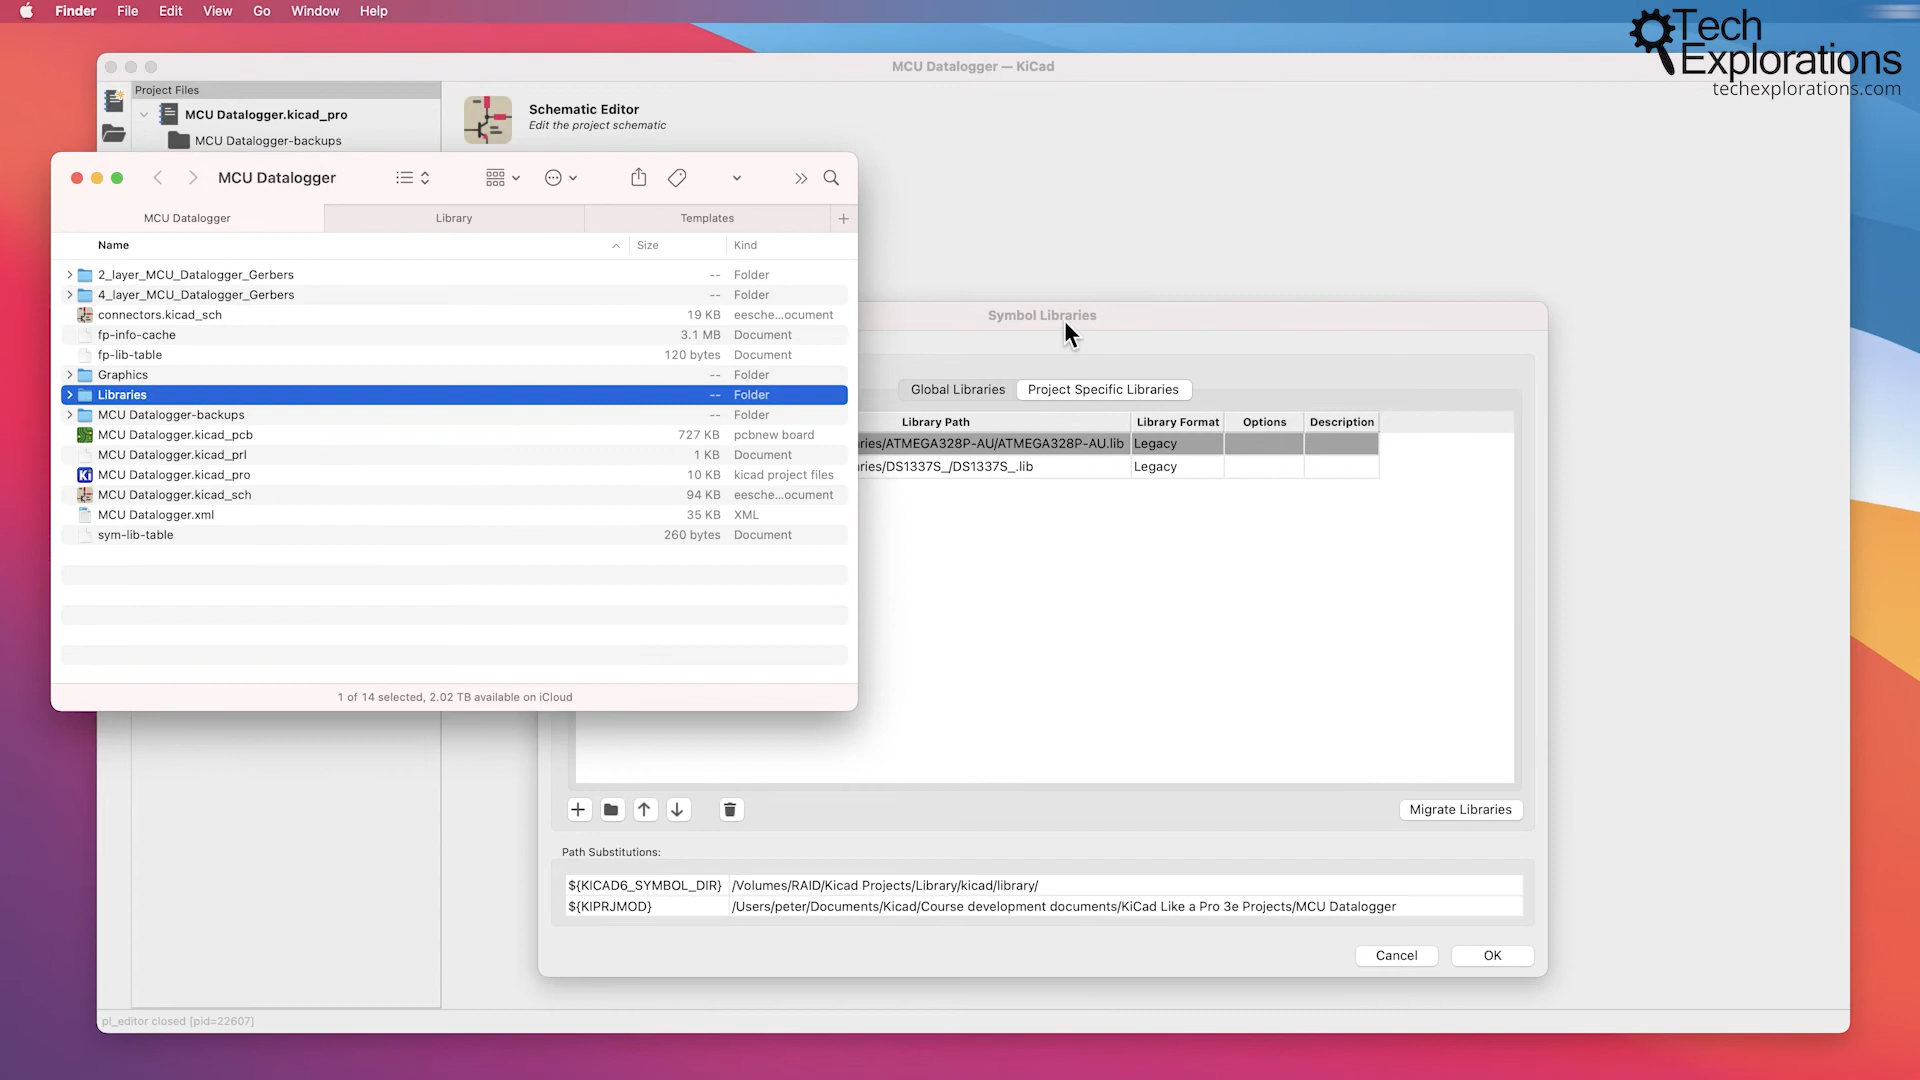 Finder File Edit View Go Window Help
Tech
Explorations
techexplorations.com
MCU Datalogger — KiCad
Project Files
MCU Datalogger.kicad_pro
MCU Datalogger-backups
Schematic Editor
Edit the project schematic
MCU Datalogger
MCU Datalogger Library Templates
Name Size Kind
2_layer_MCU_Datalogger_Gerbers -- Folder
4_layer_MCU_Datalogger_Gerbers -- Folder
connectors.kicad_sch 19 KB eesche...ocument
fp-info-cache 3.1 MB Document
fp-lib-table 120 bytes Document
Graphics -- Folder
Libraries -- Folder
MCU Datalogger-backups -- Folder
MCU Datalogger.kicad_pcb 727 KB pcbnew board
MCU Datalogger.kicad_prl 1 KB Document
MCU Datalogger.kicad_pro 10 KB kicad project files
MCU Datalogger.kicad_sch 94 KB eesche...ocument
MCU Datalogger.xml 35 KB XML
sym-lib-table 260 bytes Document
1 of 14 selected, 2.02 TB available on iCloud
Symbol Libraries
Global Libraries Project Specific Libraries
Library Path Library Format Options Description
ries/ATMEGA328P-AU/ATMEGA328P-AU.lib Legacy
ries/DS1337S_/DS1337S_.lib Legacy
Migrate Libraries
Path Substitutions:
${KICAD6_SYMBOL_DIR} /Volumes/RAID/Kicad Projects/Library/kicad/library/
${KIPRJMOD} /Users/peter/Documents/Kicad/Course development documents/KiCad Like a Pro 3e Projects/MCU Datalogger
Cancel OK
pl_editor closed [pid=22607]